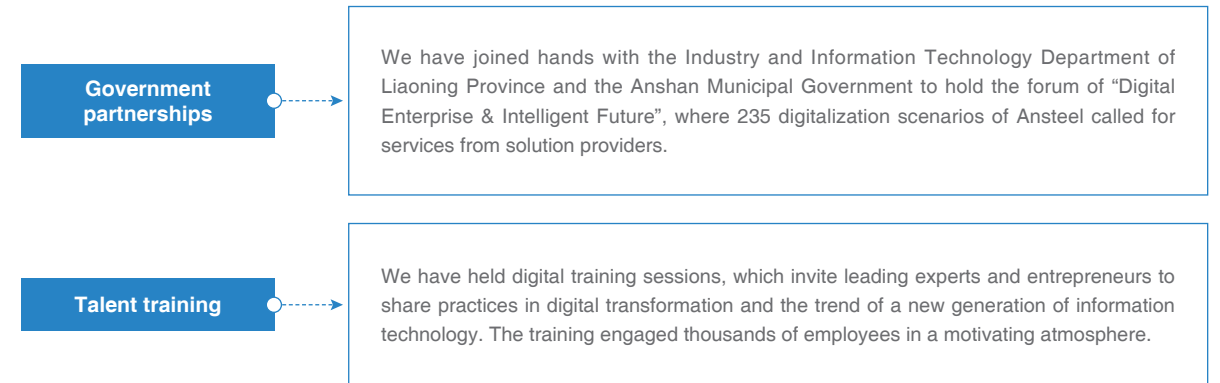 Government
partnerships
We have joined hands with the Industry and Information Technology Department of
Liaoning Province and the Anshan Municipal Government to hold the forum of “Digital
Enterprise & Intelligent Future”, where 235 digitalization scenarios of Ansteel called for
services from solution providers.
Talent training
We have held digital training sessions, which invite leading experts and entrepreneurs to
share practices in digital transformation and the trend of a new generation of information
technology. The training engaged thousands of employees in a motivating atmosphere.